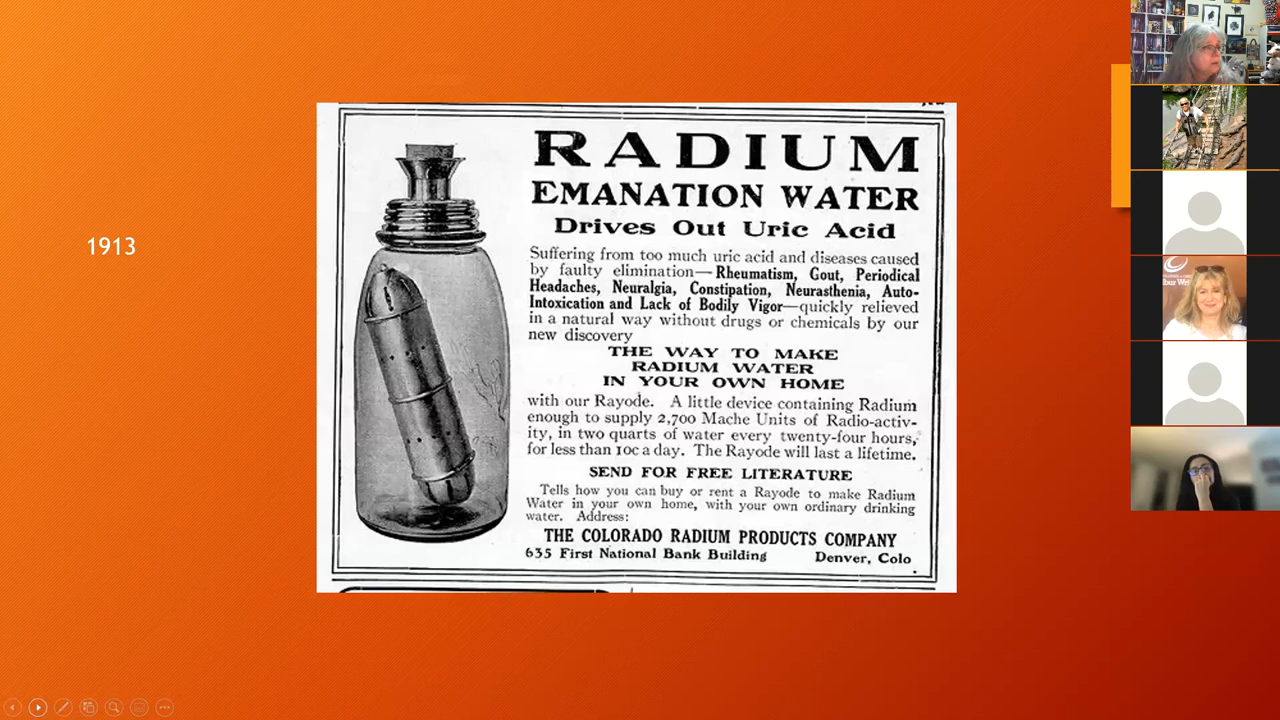 1913
RADIUM
EMANATION WATER
Drives Out Uric Acid
Suffering from too much uric acid and diseases caused
by faulty elimination—Rheumatism, Gout, Periodical
Headaches, Neuralgia, Constipation, Neurasthenia, Auto-
Intoxication and Lack of Bodily Vigor—quickly relieved
in a natural way without drugs or chemicals by our
new discovery
THE WAY TO MAKE
RADIUM WATER
IN YOUR OWN HOME
with our Rayode. A little device containing Radium
enough to supply 2,700 Mache Units of Radio-activ-
ity, in two quarts of water every twenty-four hours,
for less than 10c a day. The Rayode will last a lifetime.
SEND FOR FREE LITERATURE
Tells how you can buy or rent a Rayode to make Radium
Water in your own home, with your own ordinary drinking
water. Address:
THE COLORADO RADIUM PRODUCTS COMPANY
635 First National Bank Building Denver, Colo.